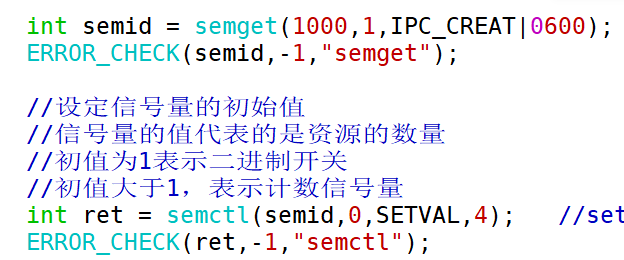 int semid = semget(1000,1,IPC_CREAT|0600);
ERROR_CHECK(semid,-1,"semget");
//设定信号量的初始值
//信号量的值代表的是资源的数量
//初值为1表示二进制开关
//初值大于1，表示计数信号量
int ret = semctl(semid,0,SETVAL,4);   //set
ERROR_CHECK(ret,-1,"semctl");